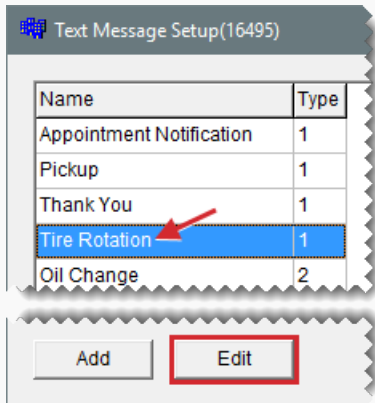 Text Message Setup(16495)
Name Type
Appointment Notification 1
Pickup 1
Thank You 1
Tire Rotation 1
Oil Change 2
Add Edit